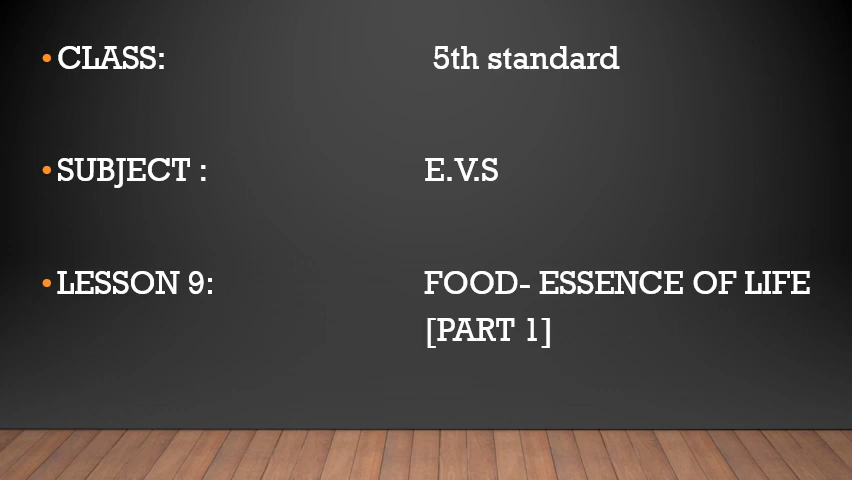 • CLASS: 5th standard
• SUBJECT : E.V.S
• LESSON 9: FOOD- ESSENCE OF LIFE
[PART 1]